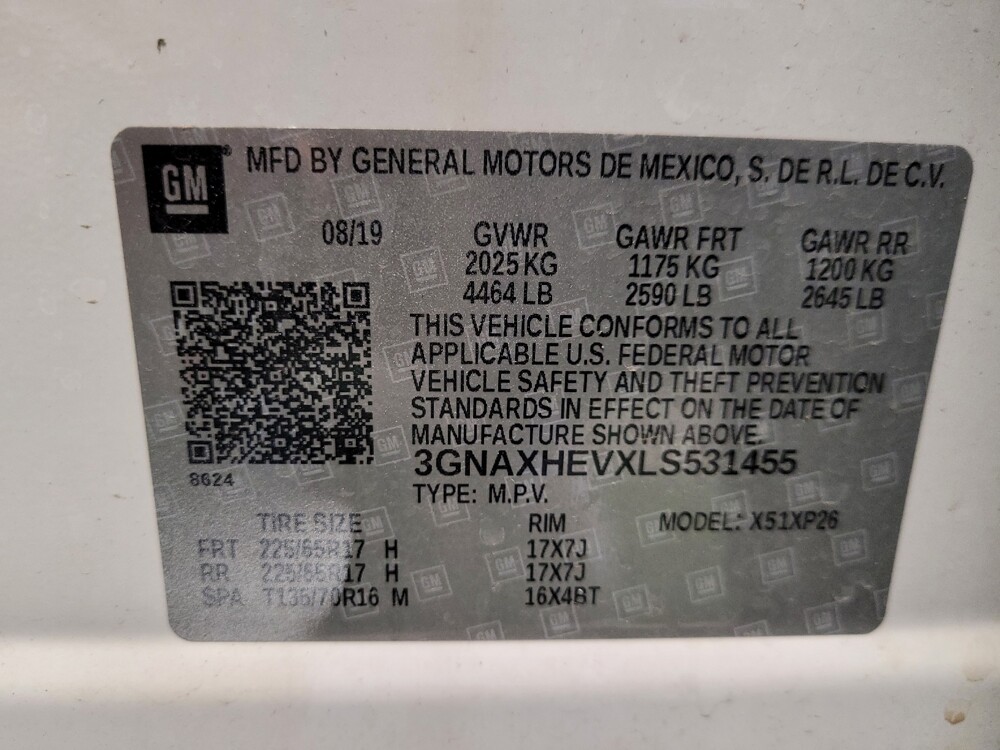 GM® MFD BY GENERAL MOTORS DE MEXICO, S. DE R.L. DE C.V.
08/19 GVWR GAWR FRT GAWR RR
2025 KG 1175 KG 1200 KG
4464 LB 2590 LB 2645 LB
THIS VEHICLE CONFORMS TO ALL
APPLICABLE U.S. FEDERAL MOTOR
VEHICLE SAFETY AND THEFT PREVENTION
STANDARDS IN EFFECT ON THE DATE OF
MANUFACTURE SHOWN ABOVE.
3GNAXHEVXLS531455
8624
TYPE: M.P.V.
TIRE SIZE RIM MODEL: X51XP26
FRT 225/65R17 H 17X7J
RR 225/65R17 H 17X7J
SPA T135/70R16 M 16X4BT